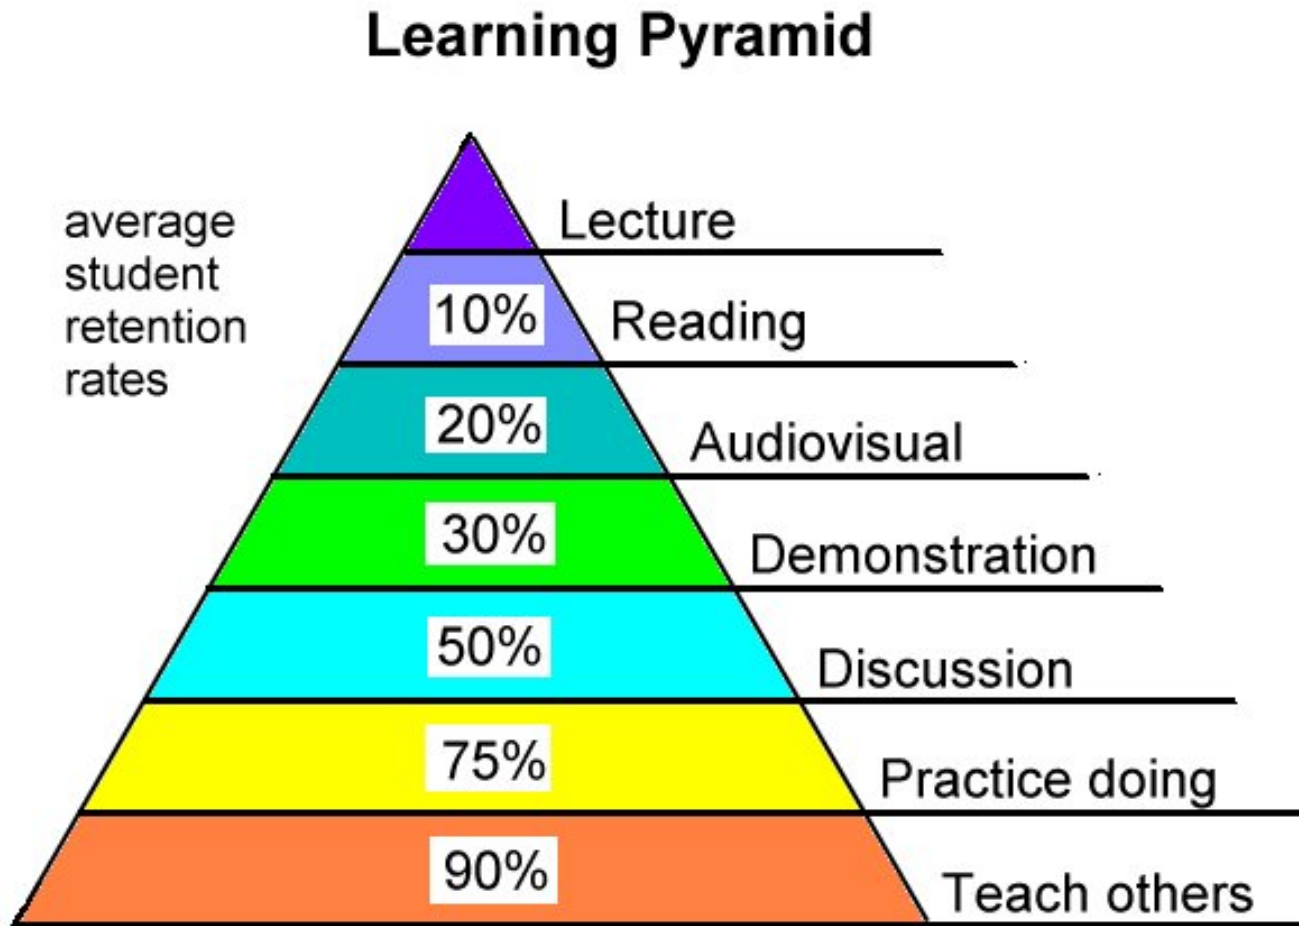 Learning Pyramid
average
student
retention
rates
Lecture
10%
Reading
20%
Audiovisual
30%
Demonstration
50%
Discussion
75%
Practice doing
90%
Teach others